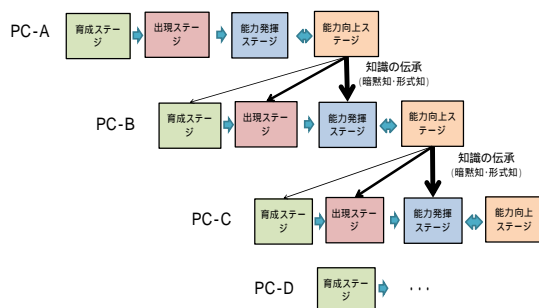 PC-A
育成ステー
ジ
出現ステー
ジ
能力発揮
ステージ
能力向上ス
テージ
知識の伝承
(暗黙知・形式知)
PC-B
育成ステー
ジ
出現ステー
ジ
能力発揮
ステージ
能力向上ス
テージ
知識の伝承
(暗黙知・形式知)
PC-C
育成ステー
ジ
出現ステー
ジ
能力発揮
ステージ
能力向上
ステージ
PC-D
育成ステー
ジ
・・・